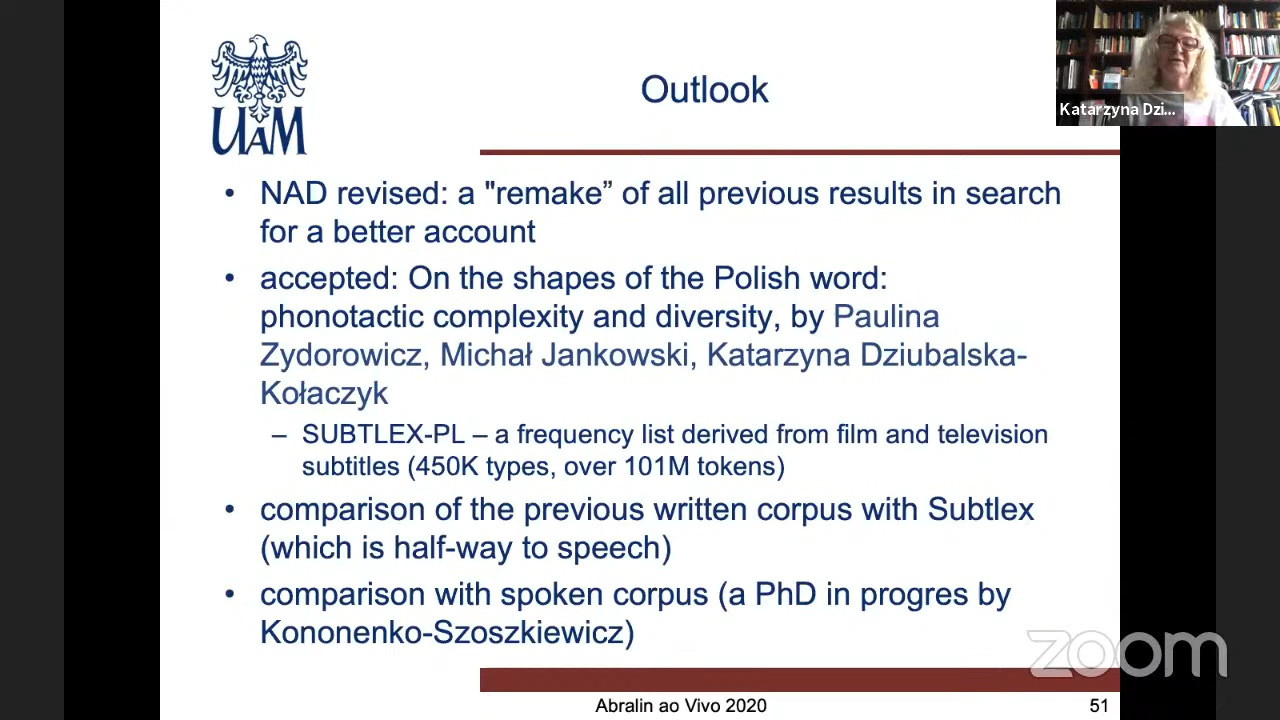 UAM
Outlook
Katarzyna Dzi...
• NAD revised: a "remake” of all previous results in search
for a better account
• accepted: On the shapes of the Polish word:
phonotactic complexity and diversity, by Paulina
Zydorowicz, Michał Jankowski, Katarzyna Dziubalska-
Kołaczyk
– SUBTLEX-PL – a frequency list derived from film and television
subtitles (450K types, over 101M tokens)
• comparison of the previous written corpus with Subtlex
(which is half-way to speech)
• comparison with spoken corpus (a PhD in progres by
Kononenko-Szoszkiewicz)
zoom
Abralin ao Vivo 2020
51